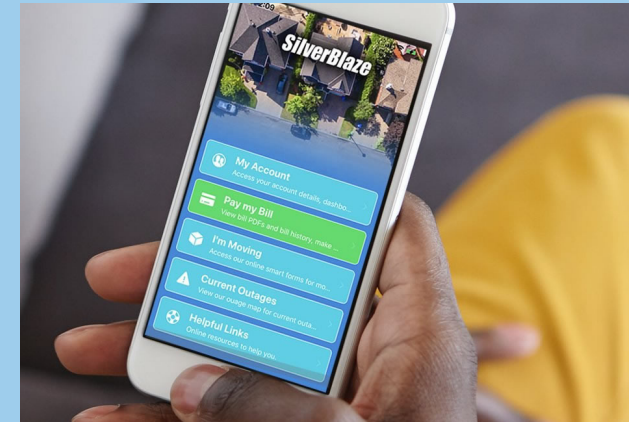 SilverBlaze
My Account
Access your account details, dashbo...
Pay my Bill
View bill PDFs and bill history, make ...
I'm Moving
Access our online smart forms for mo...
Current Outages
View our ouage map for current outa...
Helpful Links
Online resources to help you.